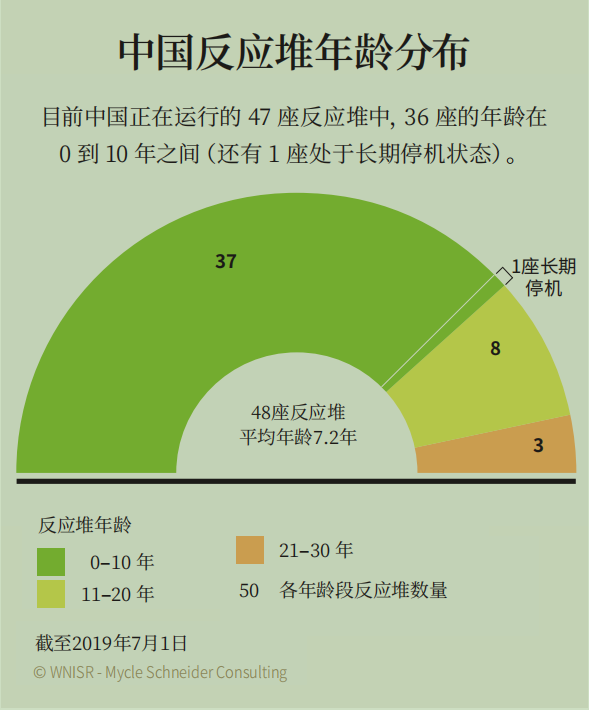 中国反应堆年龄分布
目前中国正在运行的 47 座反应堆中, 36 座的年龄在
0 到 10 年之间（还有 1 座处于长期停机状态）。
37
1座长期
停机
8
3
48座反应堆
平均年龄7.2年
反应堆年龄
0–10 年
21–30 年
11–20 年
50 各年龄段反应堆数量
截至2019年7月1日
© WNISR - Mycle Schneider Consulting